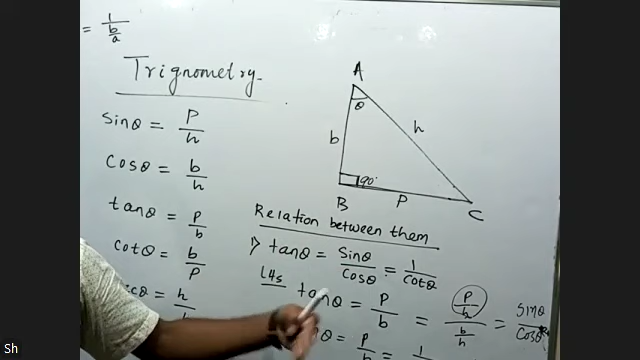 = 1/(b/a)
Trignometry
Sinθ = P/h
Cosθ = b/h
tanθ = P/b
cotθ = b/P
A
θ
b
h
90°
B
P
C
Relation between them
1) tanθ = Sinθ/Cosθ = 1/Cotθ
LHS
tanθ = P/b = (P/h)/(b/h) = Sinθ/Cosθ
Sh